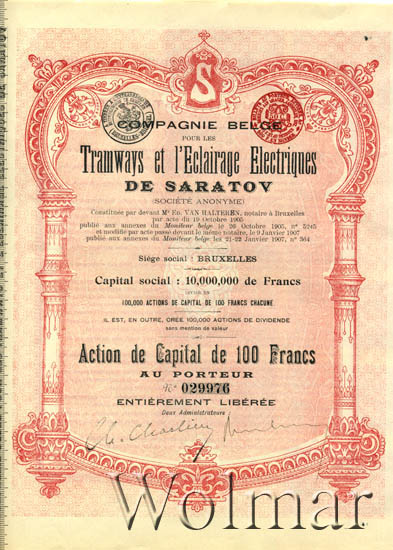 S
COMPAGNIE BELGE
POUR LES
Tramways et l'Eclairage Electriques
DE SARATOV
(SOCIÉTÉ ANONYME)
Constituée par devant Mᵉ ED. VAN HALTEREN, notaire à Bruxelles
par acte du 19 Octobre 1905
publié aux annexes du Moniteur belge le 26 Octobre 1905, nº 5245
et modifié par acte passé devant le même notaire, le 9 Janvier 1907
publié aux annexes du Moniteur belge les 21-22 Janvier 1907, nº 364
Siège social : BRUXELLES
Capital social : 10,000,000 de Francs
DIVISÉ EN
100,000 ACTIONS DE CAPITAL DE 100 FRANCS CHACUNE
IL EST, EN OUTRE, CRÉÉ 100,000 ACTIONS DE DIVIDENDE
sans mention de valeur
Action de Capital de 100 Francs
AU PORTEUR
Nº 029976
ENTIÈREMENT LIBÉRÉE
Deux Administrateurs :
Wolmar